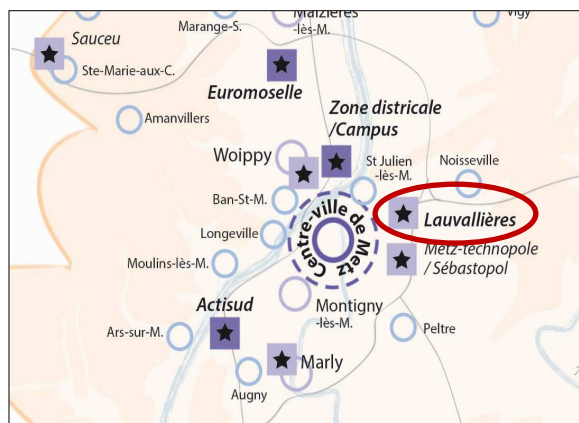 Maizières
-lès-M.
Vigy
Marange-S.
Sauceu
Ste-Marie-aux-C.
Euromoselle
Amanvillers
Zone districale
/Campus
Woippy
St Julien
-lès-M.
Noisseville
Ban-St-M.
Lauvallières
Longeville
Centre-ville de Metz
Metz-technopole
/ Sébastopol
Moulins-lès-M.
Actisud
Montigny
-lès-M.
Ars-sur-M.
Peltre
Marly
Augny